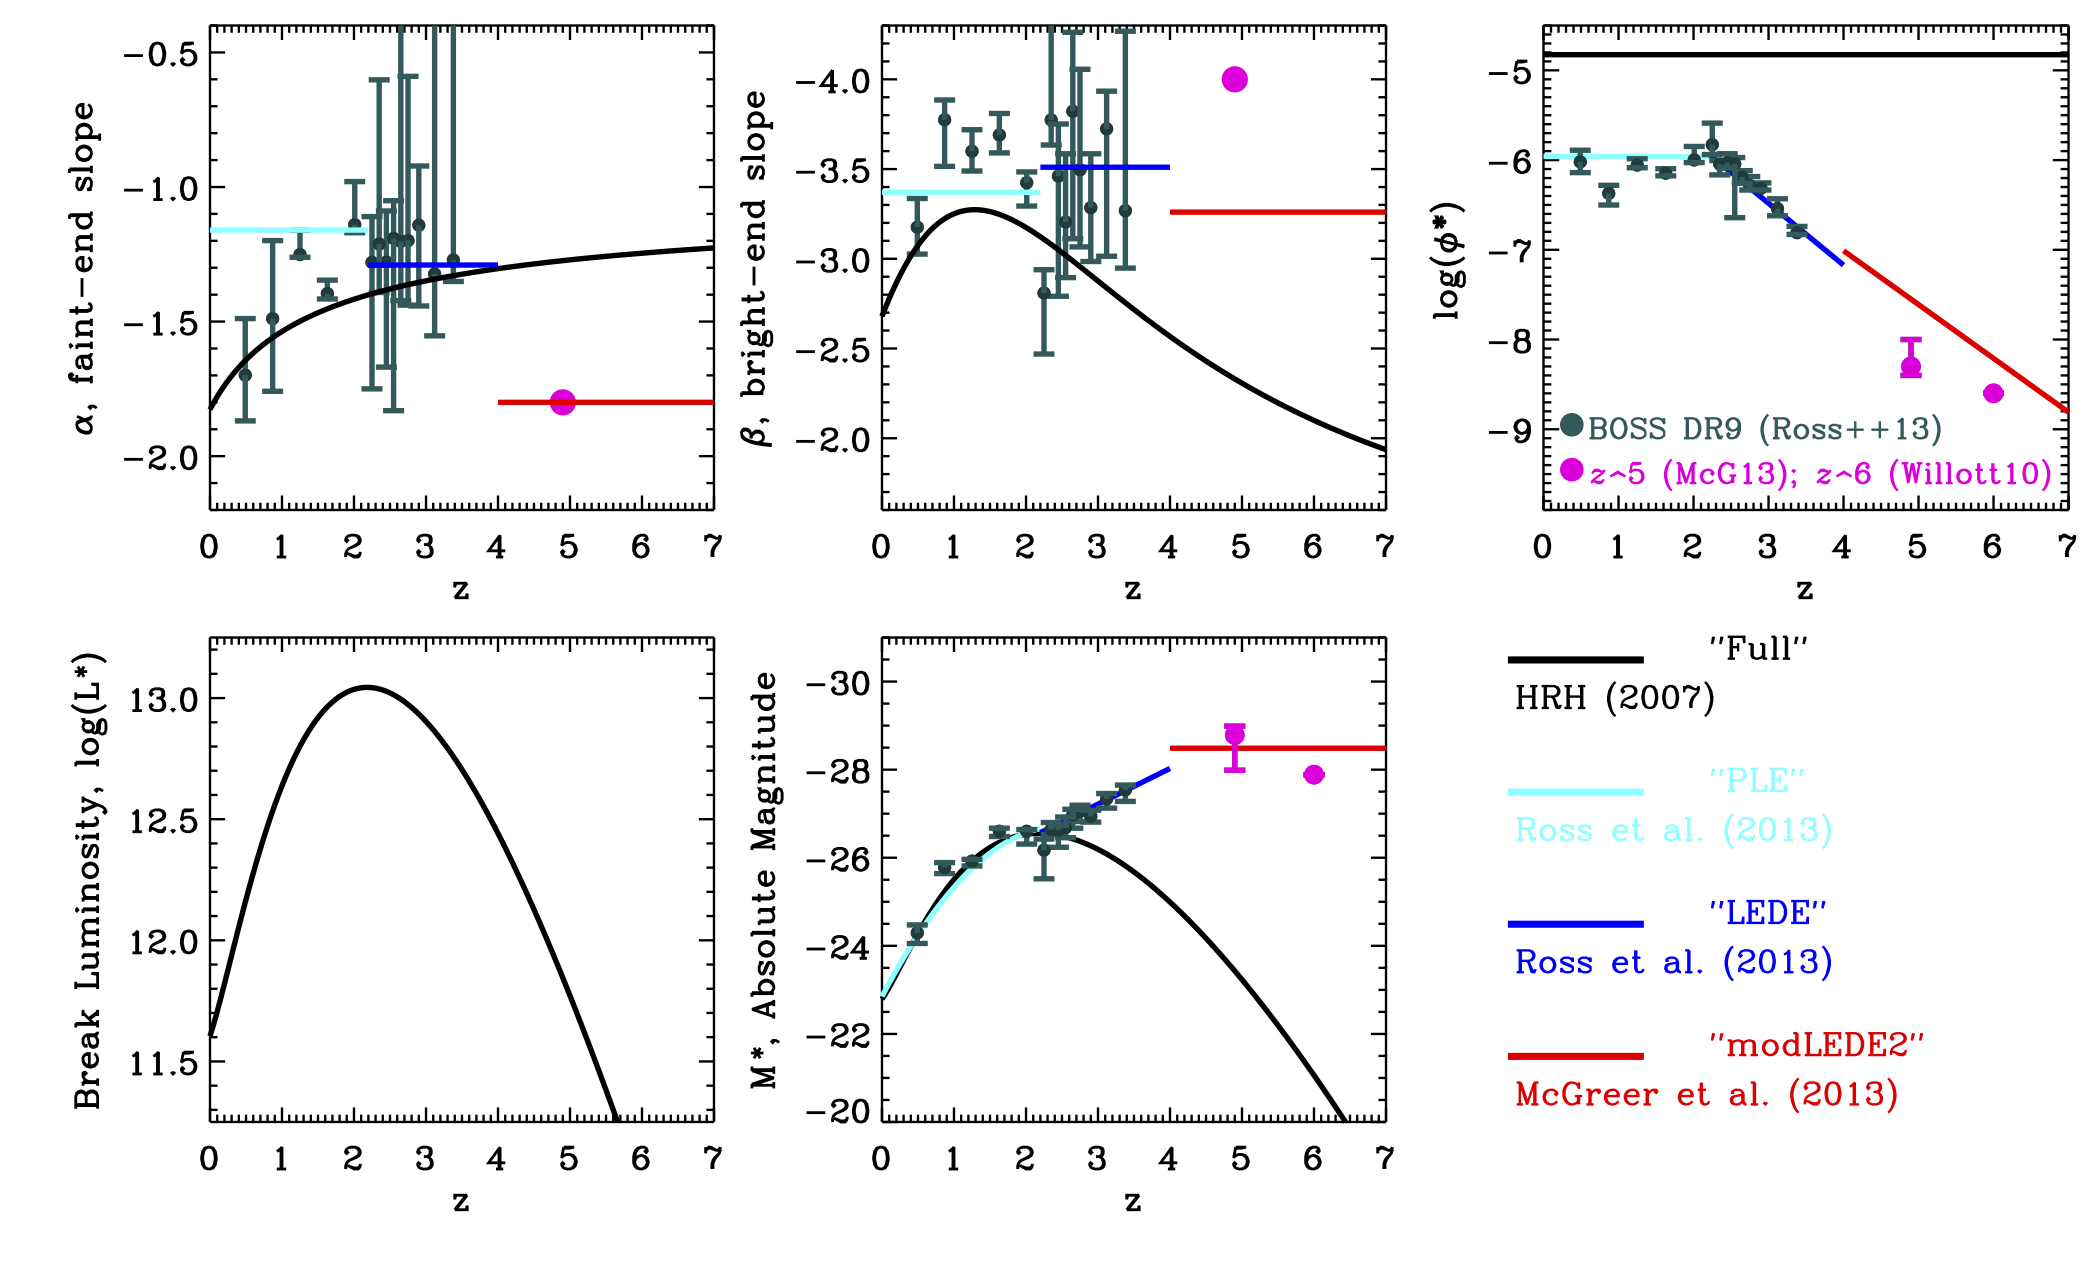 α, faint−end slope
−0.5
−1.0
−1.5
−2.0
0 1 2 3 4 5 6 7
z
β, bright−end slope
−4.0
−3.5
−3.0
−2.5
−2.0
0 1 2 3 4 5 6 7
z
log(ϕ*)
−5
−6
−7
−8
−9
BOSS DR9 (Ross++13)
z~5 (McG13); z~6 (Willott10)
0 1 2 3 4 5 6 7
z
Break Luminosity, log(L*)
13.0
12.5
12.0
11.5
0 1 2 3 4 5 6 7
z
M*, Absolute Magnitude
−30
−28
−26
−24
−22
−20
0 1 2 3 4 5 6 7
z
"Full"
HRH (2007)
"PLE"
Ross et al. (2013)
"LEDE"
Ross et al. (2013)
"modLEDE2"
McGreer et al. (2013)